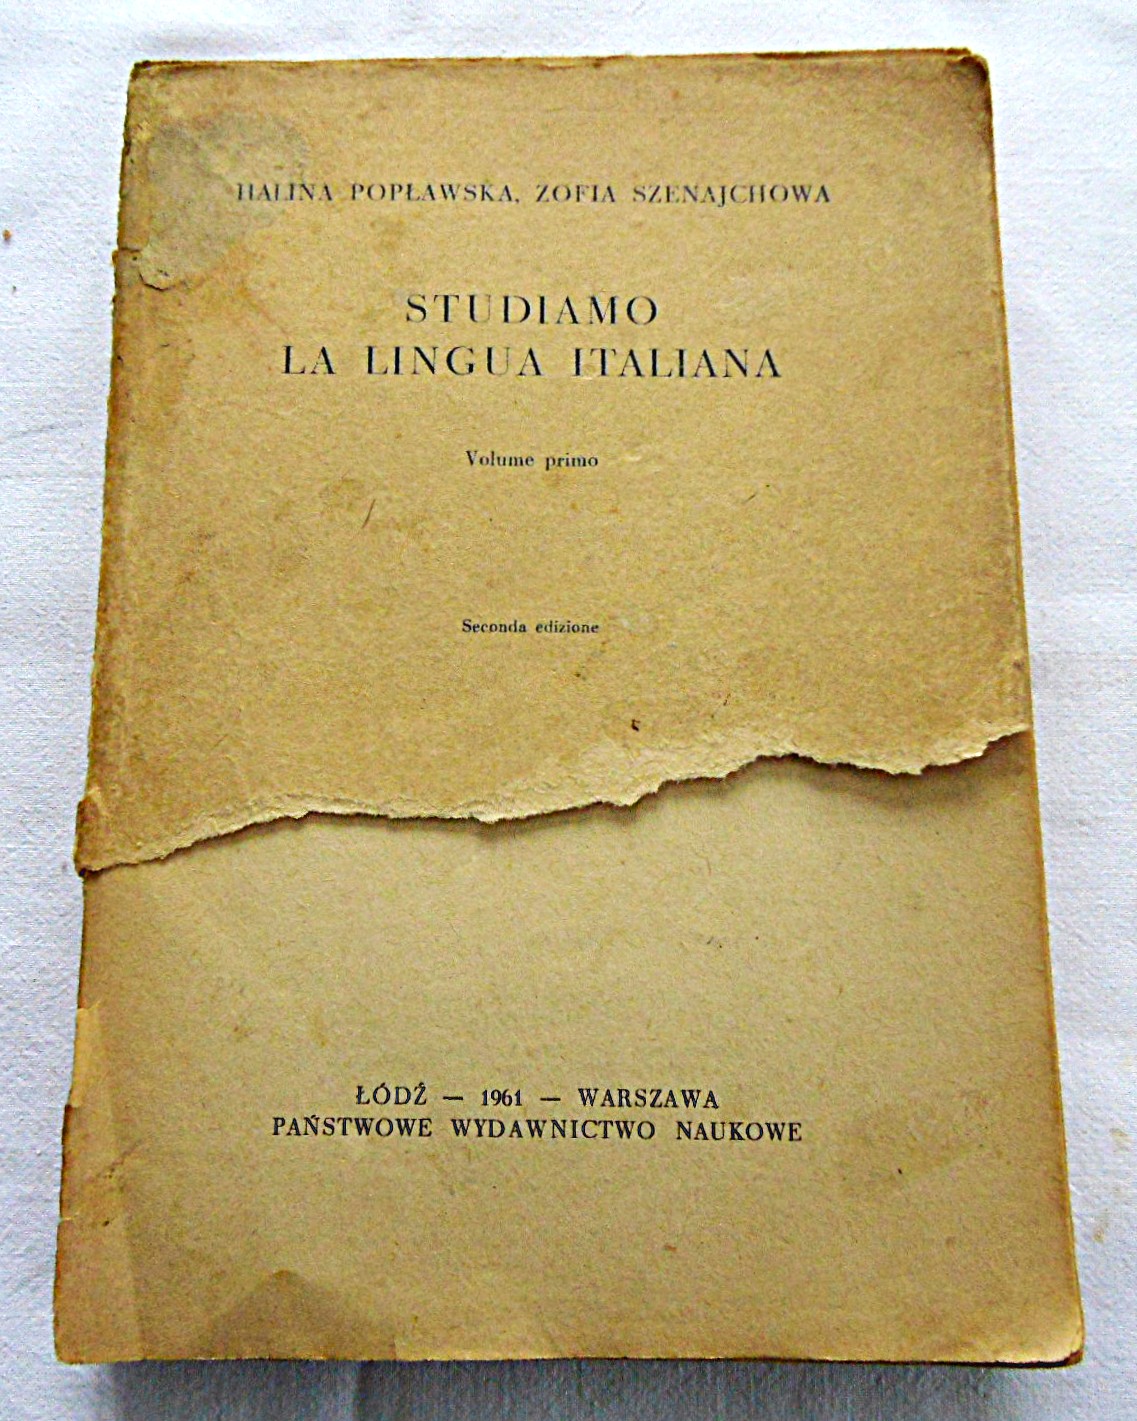 HALINA POPŁAWSKA, ZOFIA SZENAJCHOWA
STUDIAMO
LA LINGUA ITALIANA
Volume primo
Seconda edizione
ŁÓDŹ — 1961 — WARSZAWA
PAŃSTWOWE WYDAWNICTWO NAUKOWE